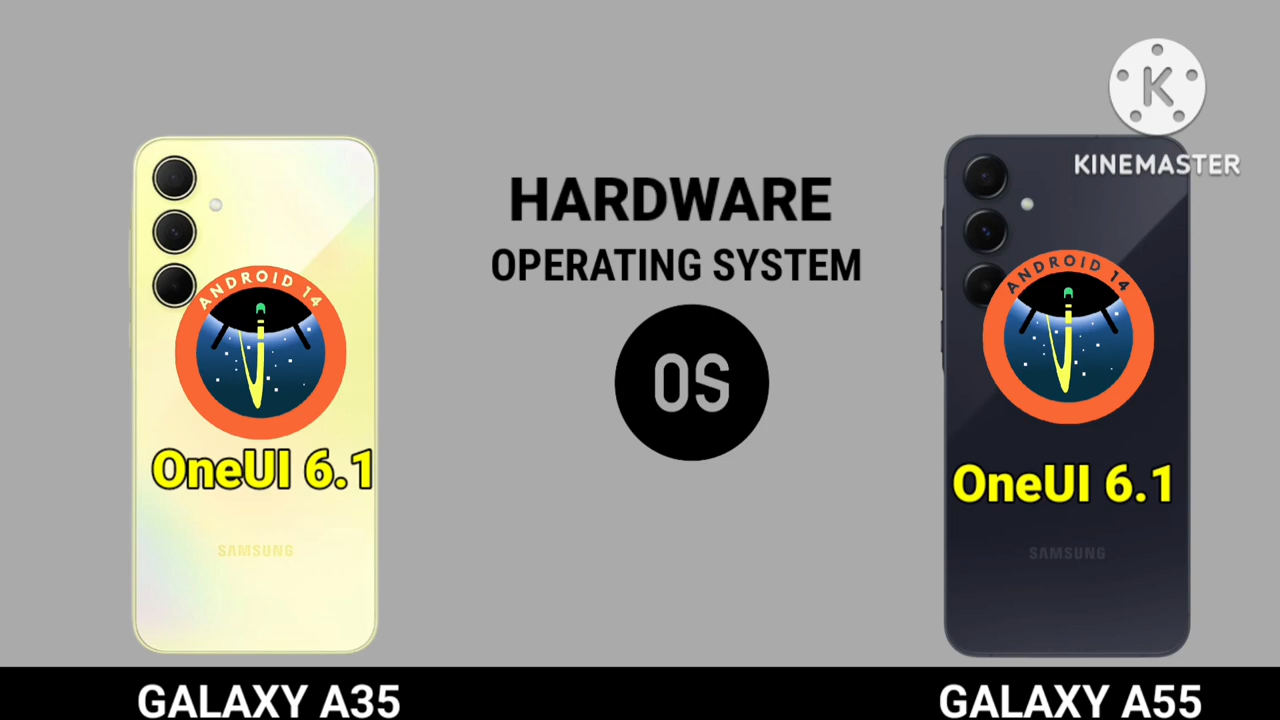 K
KINEMASTER
HARDWARE
OPERATING SYSTEM
OS
ANDROID 14
OneUI 6.1
SAMSUNG
ANDROID 14
OneUI 6.1
SAMSUNG
GALAXY A35
GALAXY A55